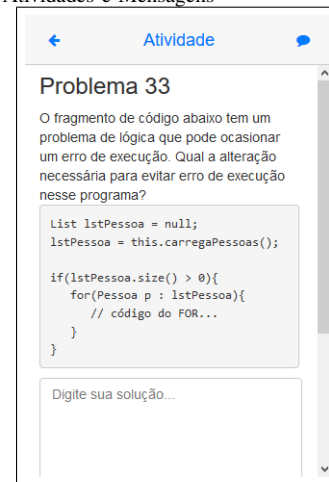 Atividades e Mensagens
Atividade
Problema 33
O fragmento de código abaixo tem um
problema de lógica que pode ocasionar
um erro de execução. Qual a alteração
necessária para evitar erro de execução
nesse programa?
List lstPessoa = null;
lstPessoa = this.carregaPessoas();
if(lstPessoa.size() > 0){
for(Pessoa p : lstPessoa){
// código do FOR...
}
}
Digite sua solução...